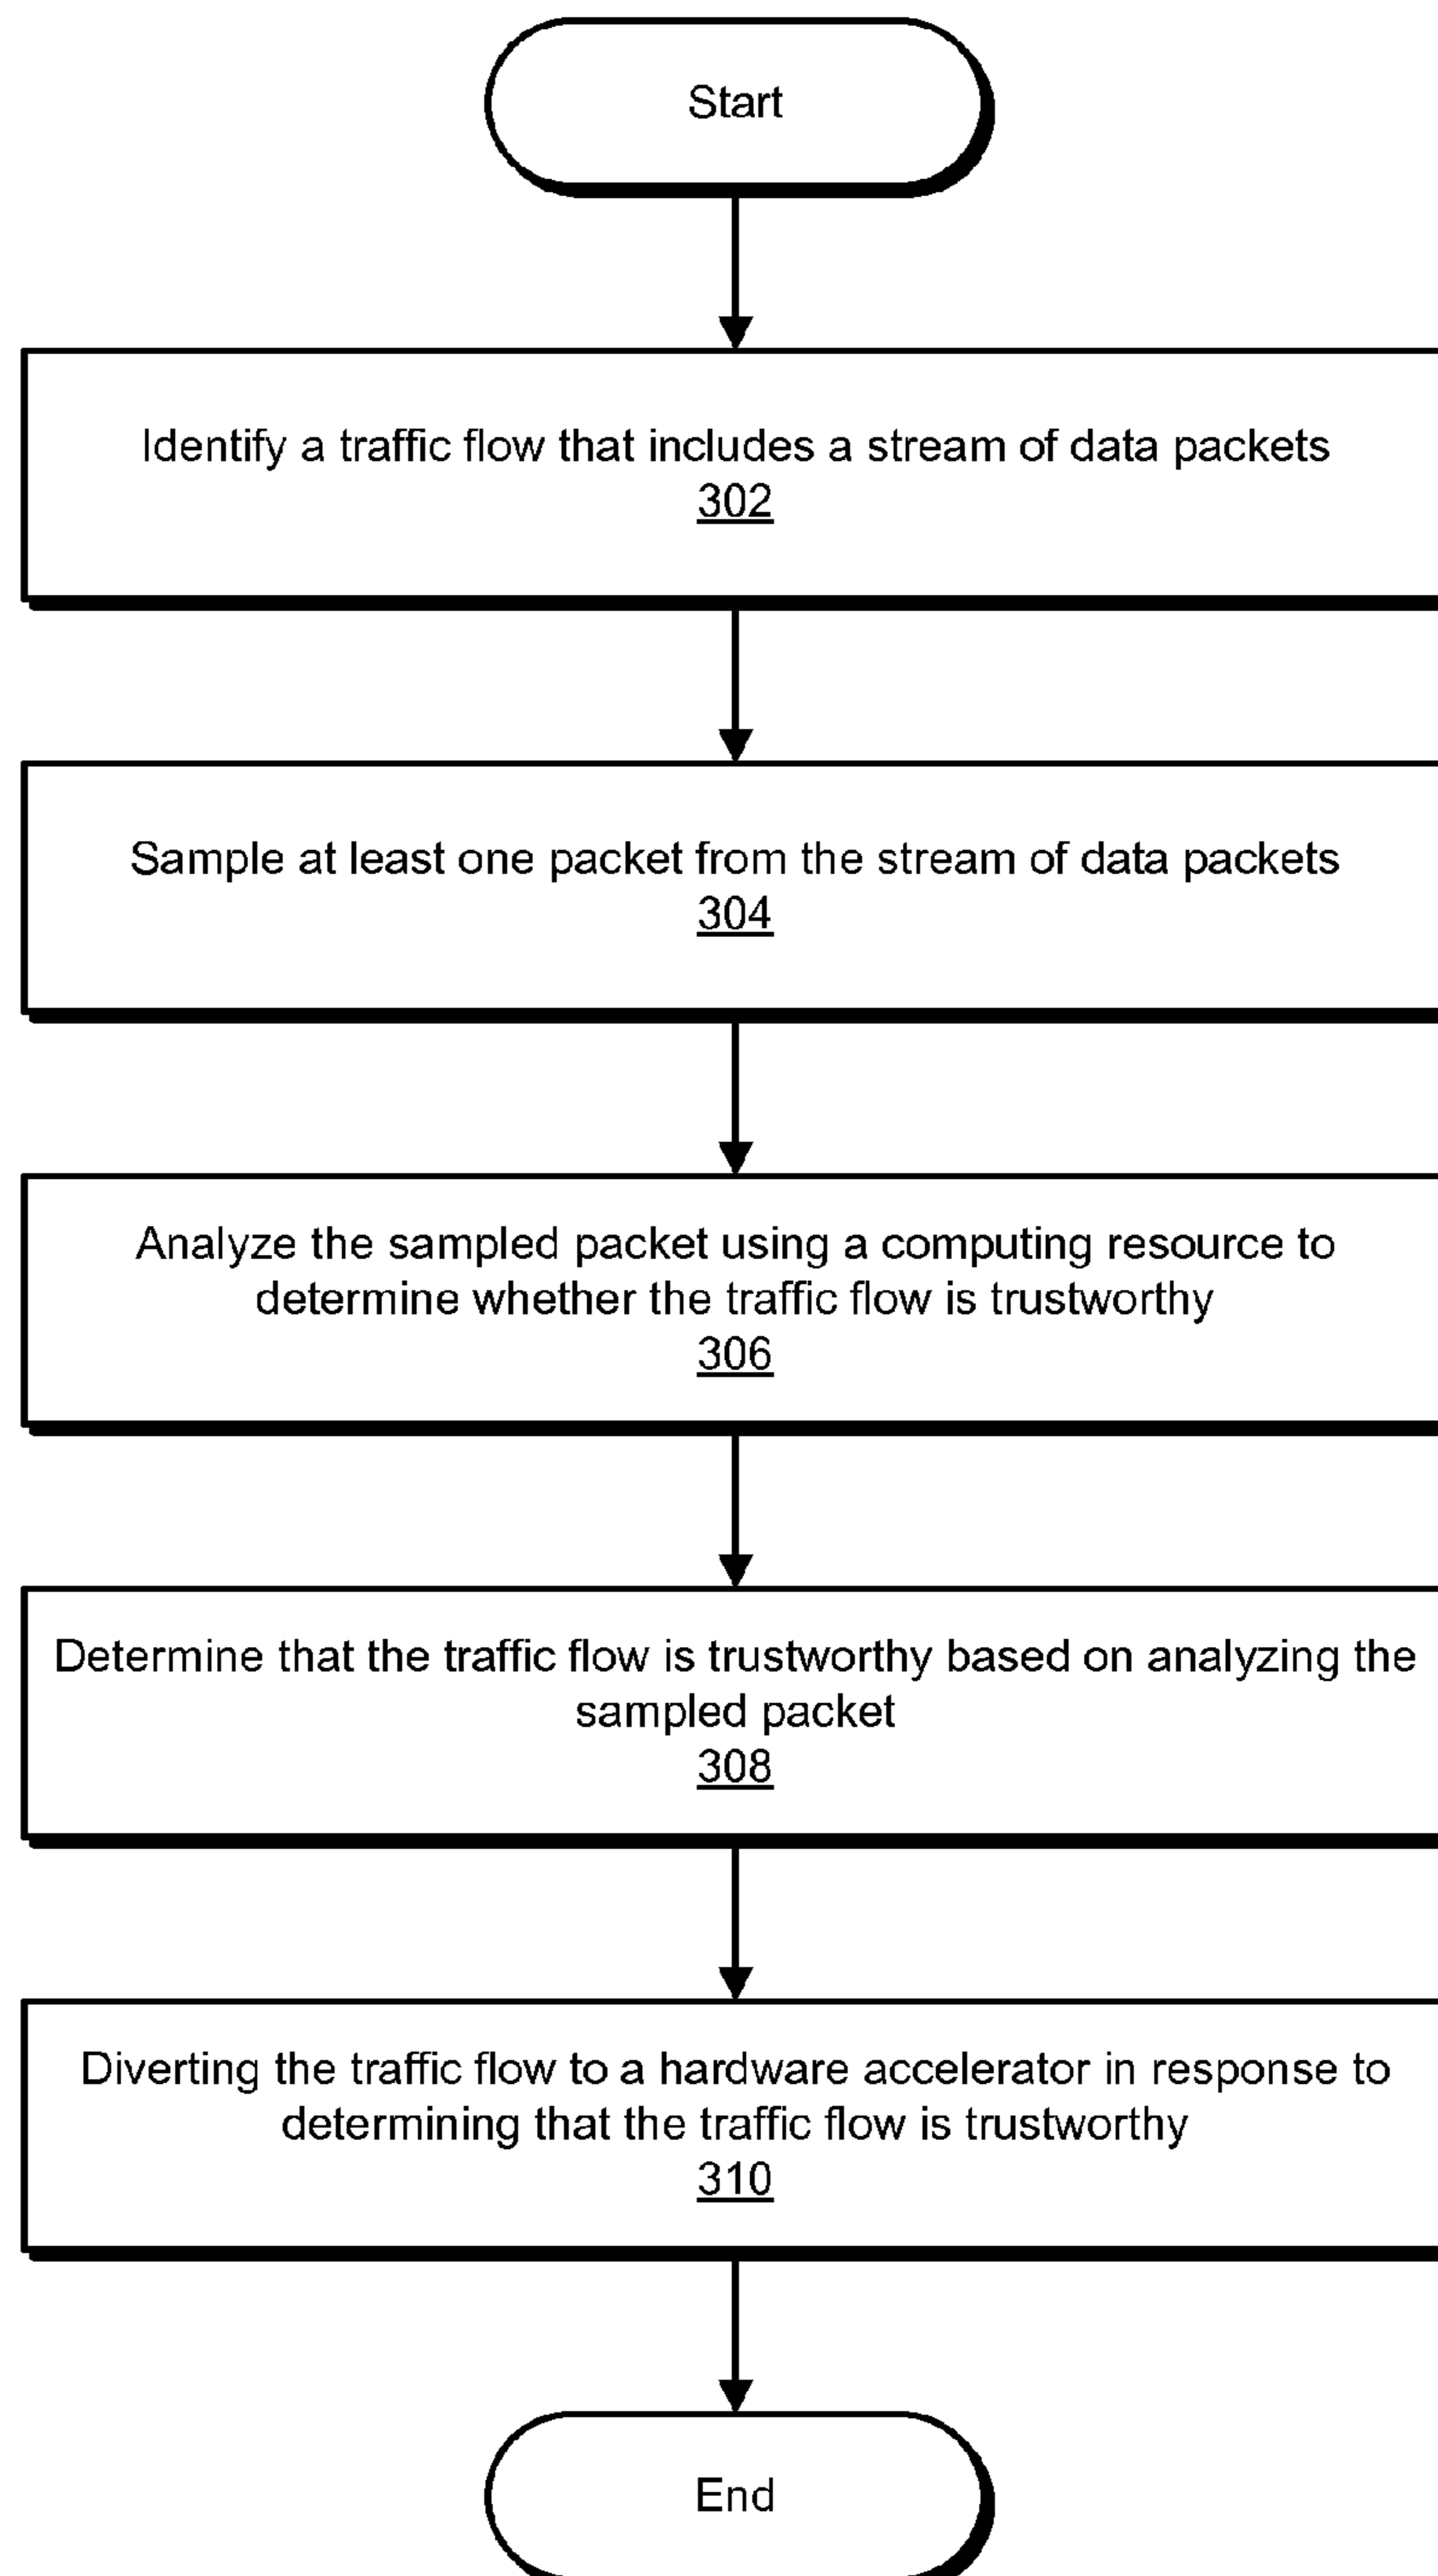 Start
Identify a traffic flow that includes a stream of data packets
302
Sample at least one packet from the stream of data packets
304
Analyze the sampled packet using a computing resource to
determine whether the traffic flow is trustworthy
306
Determine that the traffic flow is trustworthy based on analyzing the
sampled packet
308
Diverting the traffic flow to a hardware accelerator in response to
determining that the traffic flow is trustworthy
310
End